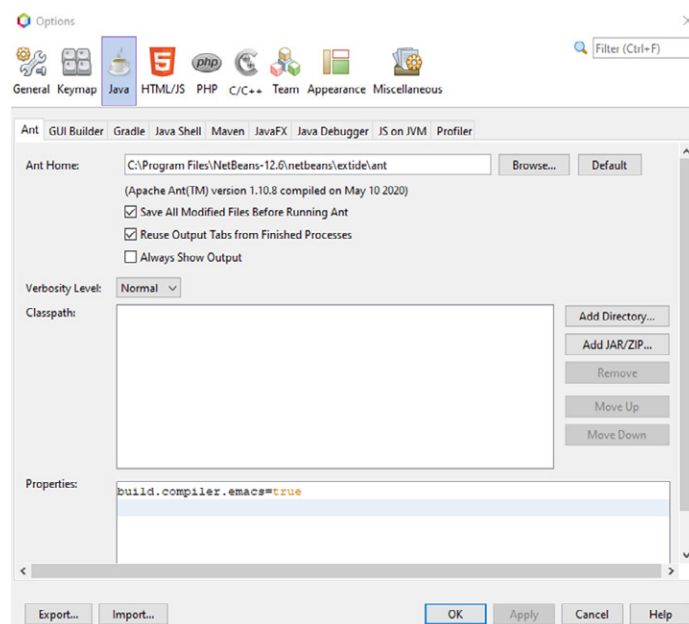 Options
Filter (Ctrl+F)
General Keymap Java HTML/JS PHP C/C++ Team Appearance Miscellaneous
Ant GUI Builder Gradle Java Shell Maven JavaFX Java Debugger JS on JVM Profiler
Ant Home: C:\Program Files\NetBeans-12.6\netbeans\extide\ant Browse... Default
(Apache Ant(TM) version 1.10.8 compiled on May 10 2020)
Save All Modified Files Before Running Ant
Reuse Output Tabs from Finished Processes
Always Show Output
Verbosity Level: Normal
Classpath:
Add Directory...
Add JAR/ZIP...
Remove
Move Up
Move Down
Properties:
build.compiler.emacs=true
Export... Import... OK Apply Cancel Help